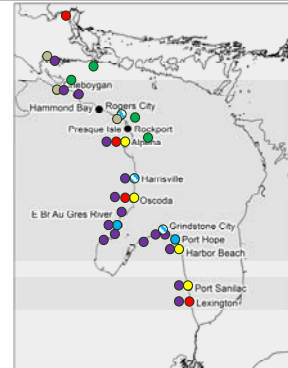 heboygan
Hammond Bay Rogers City
Presque Isle Rockport
Alpena
Harrisville
Oscoda
E Br Au Gres River
Grindstone City
Port Hope
Harbor Beach
Port Sanilac
Lexington